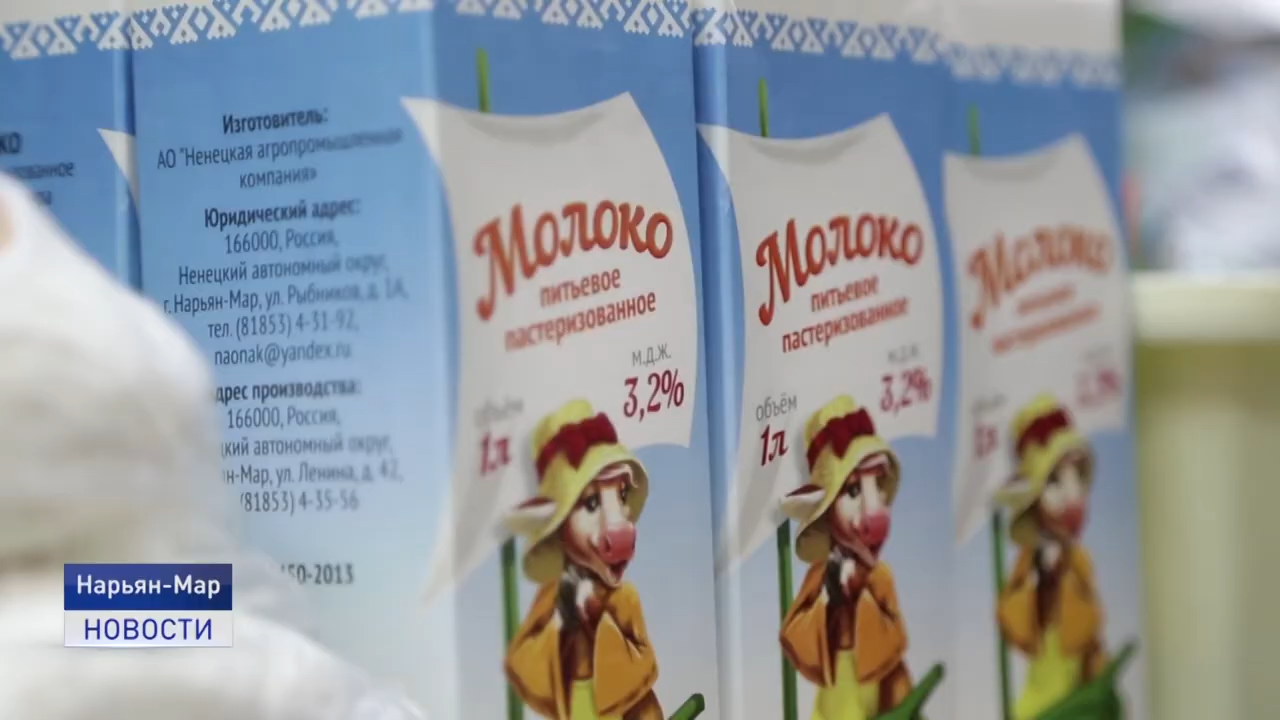 Изготовитель:
АО "Ненецкая агропромышленная
компания»
Юридический адрес:
166000, Россия,
Ненецкий автономный округ,
г. Нарьян-Мар, ул. Рыбников, д. 1А,
тел. (81853) 4-31-92,
naonak@yandex.ru
адрес производства:
166000, Россия,
автономный округ,
ул. Ленина, д. 42,
(81853) 4-35-56
50-2013
Молоко
питьевое
пастеризованное
м.д.ж.
3,2%
объём
1л
Молоко
питьевое
пастеризованное
м.д.ж.
3,2%
объём
1л
Молоко
Нарьян-Мар
НОВОСТИ